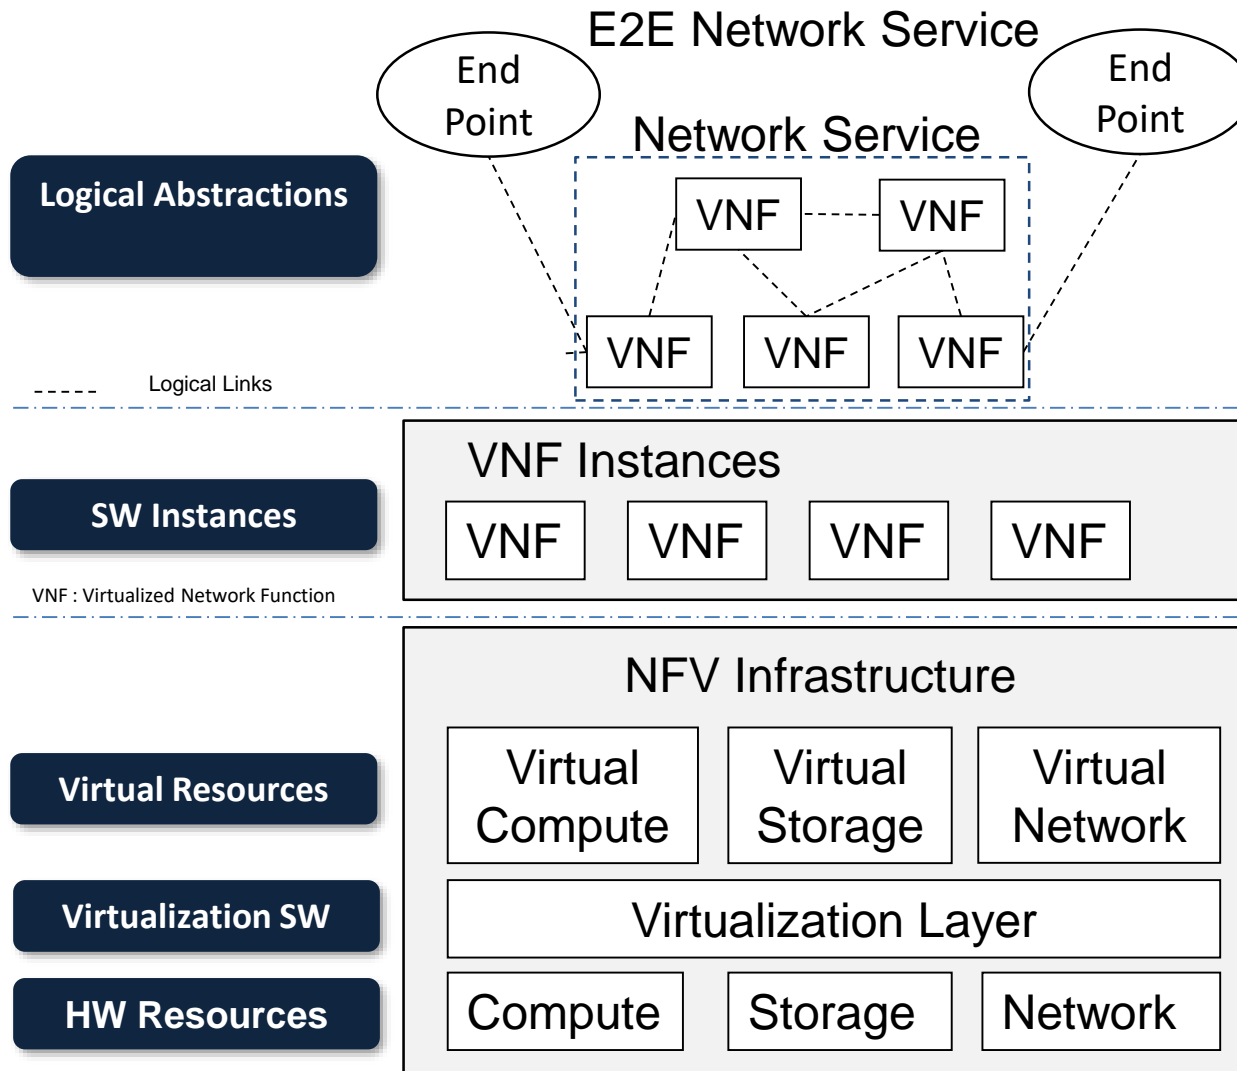 E2E Network Service
End
Point
End
Point
Network Service
Logical Abstractions
VNF
VNF
VNF
VNF
VNF
----- Logical Links
VNF Instances
SW Instances
VNF
VNF
VNF
VNF
VNF : Virtualized Network Function
NFV Infrastructure
Virtual Resources
Virtual
Compute
Virtual
Storage
Virtual
Network
Virtualization SW
Virtualization Layer
HW Resources
Compute
Storage
Network